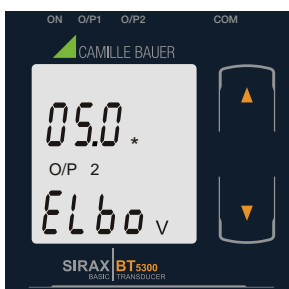 ON O/P1 O/P2 COM
CAMILLE BAUER
05.0 *
O/P 2
ELbo V
SIRAX BT5300
BASIC TRANSDUCER